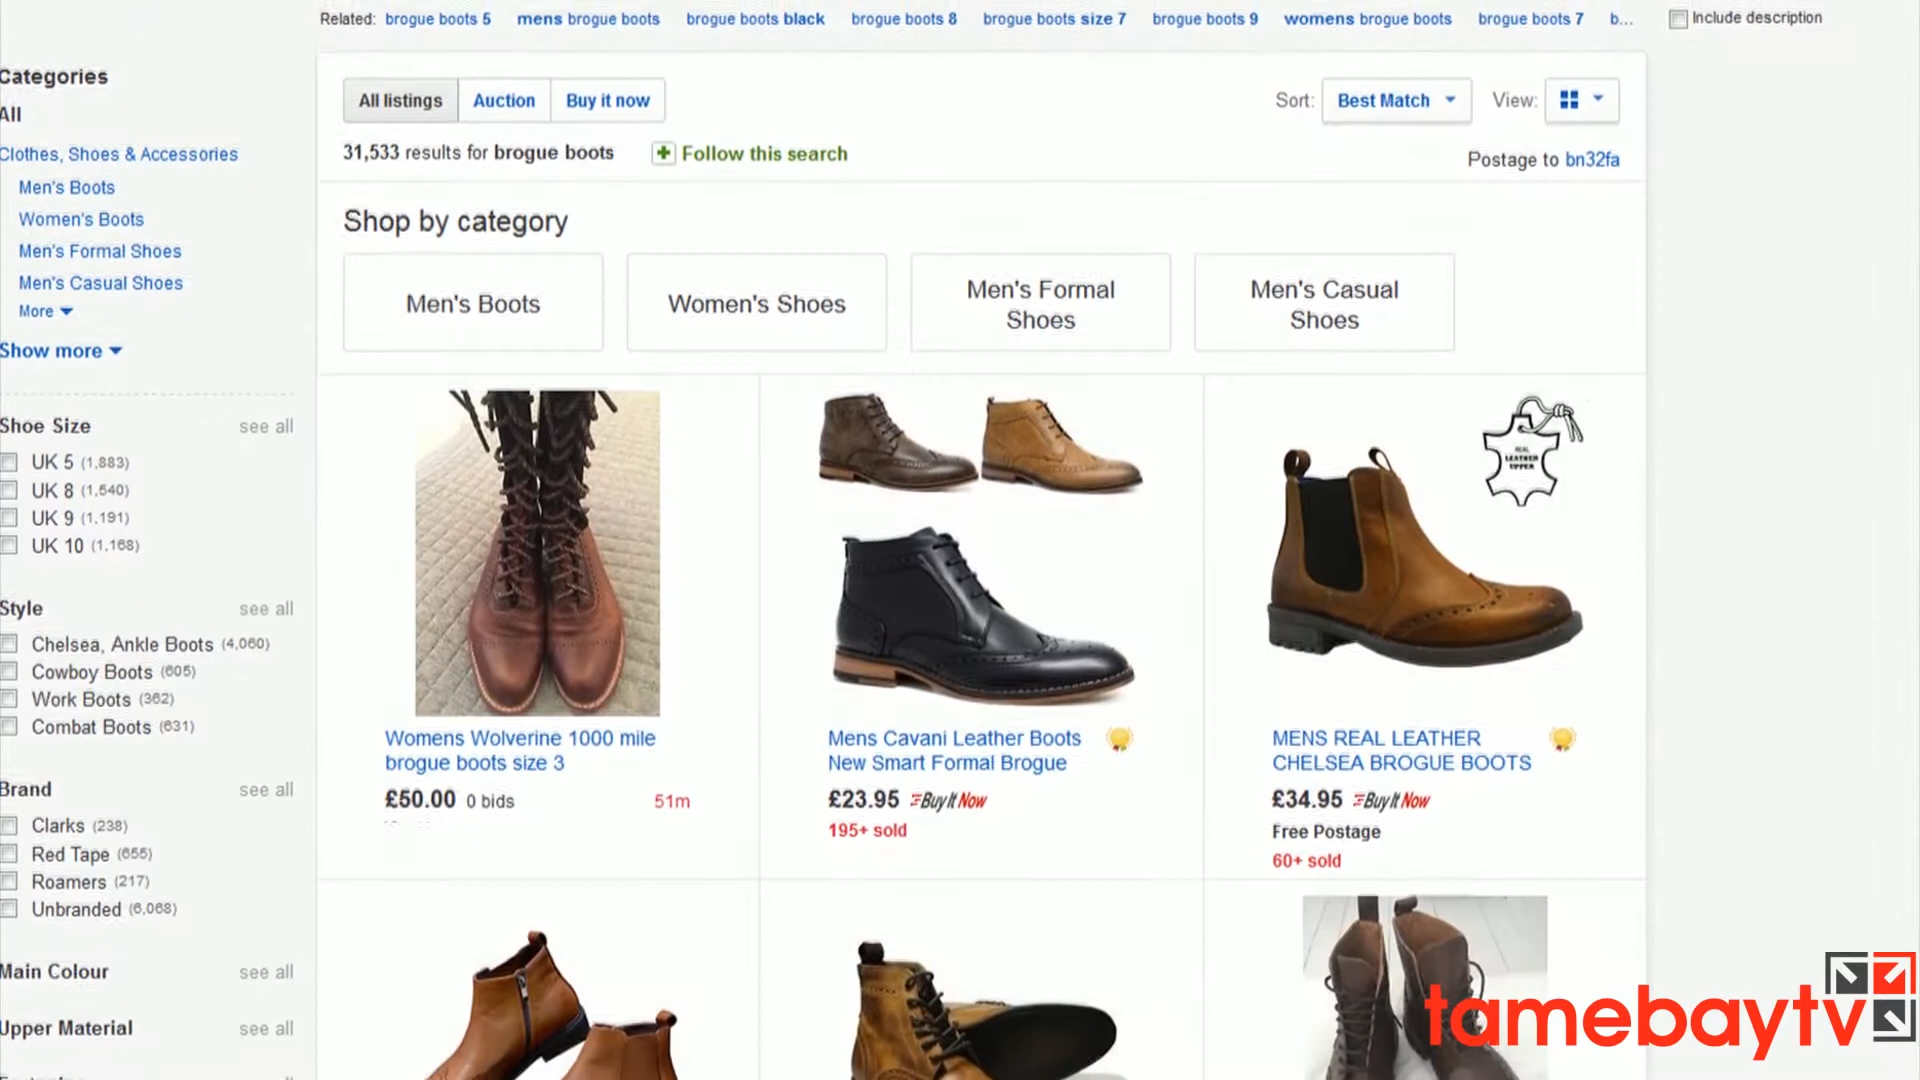 Related: brogue boots 5 mens brogue boots brogue boots black brogue boots 8 brogue boots size 7 brogue boots 9 womens brogue boots brogue boots 7 b... Include description
Categories
All
Clothes, Shoes & Accessories
Men's Boots
Women's Boots
Men's Formal Shoes
Men's Casual Shoes
More
Show more
Shoe Size see all
UK 5 (1,883)
UK 8 (1,540)
UK 9 (1,191)
UK 10 (1,168)
Style see all
Chelsea, Ankle Boots (4,060)
Cowboy Boots (605)
Work Boots (362)
Combat Boots (631)
Brand see all
Clarks (238)
Red Tape (655)
Roamers (217)
Unbranded (6,068)
Main Colour see all
Upper Material see all
All listings Auction Buy it now
Sort: Best Match View:
31,533 results for brogue boots Follow this search
Postage to bn32fa
Shop by category
Men's Boots
Women's Shoes
Men's Formal
Shoes
Men's Casual
Shoes
REAL
LEATHER
UPPER
Womens Wolverine 1000 mile
brogue boots size 3
£50.00 0 bids 51m
Mens Cavani Leather Boots
New Smart Formal Brogue
£23.95 Buy It Now
195+ sold
MENS REAL LEATHER
CHELSEA BROGUE BOOTS
£34.95 Buy It Now
Free Postage
60+ sold
tamebaytv